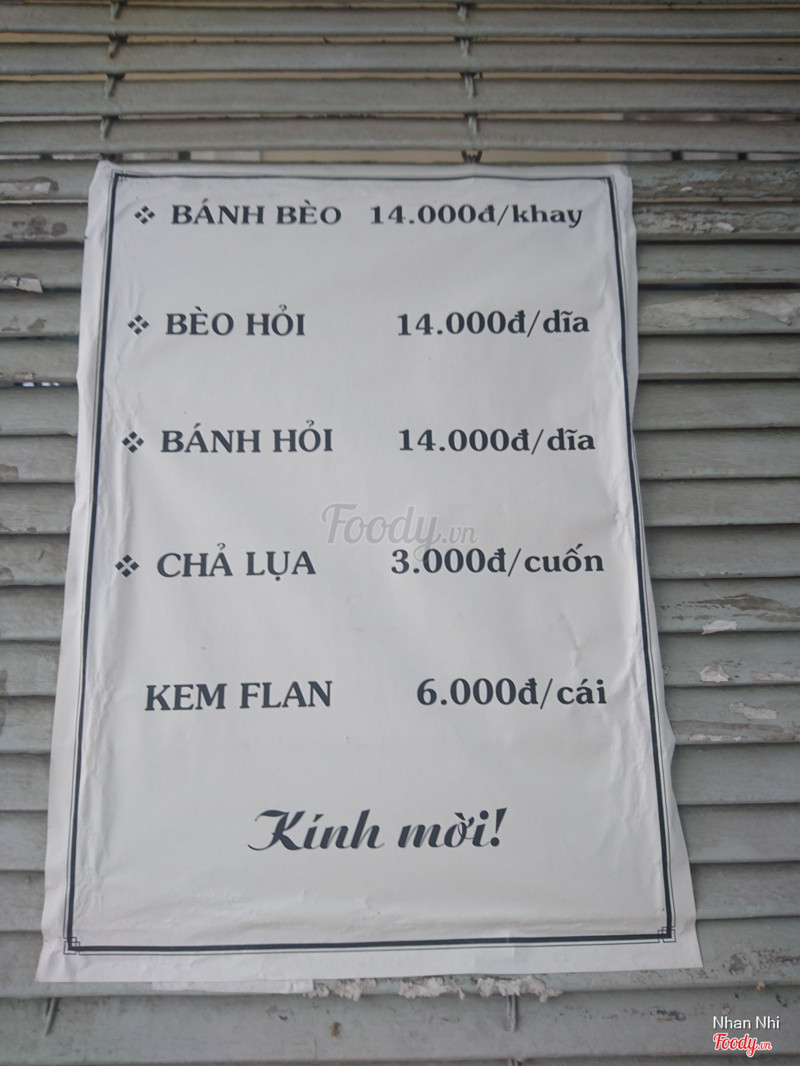 ❖ BÁNH BÈO 14.000đ/khay
❖ BÈO HỎI 14.000đ/dĩa
❖ BÁNH HỎI 14.000đ/dĩa
Foody.vn
❖ CHẢ LỤA 3.000đ/cuốn
KEM FLAN 6.000đ/cái
Kính mời!
Nhan Nhi
Foody.vn